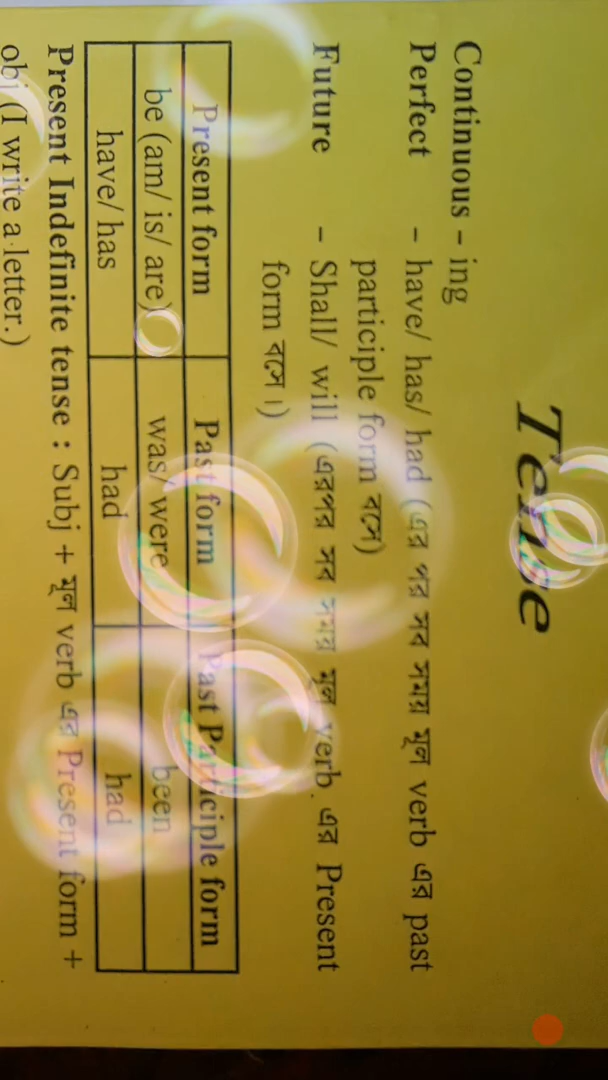 Tense
Continuous – ing
Perfect – have/ has/ had (এর পর সব সময় মূল verb এর past
participle form বসে)
Future – Shall/ will (এরপর সব সময় মূল verb এর Present
form বসে।)
Present form Past form Past Participle form
be (am/ is/ are) was/ were been
have/ has had had
Present Indefinite tense : Subj + মূল verb এর Present form +
obj (I write a letter.)